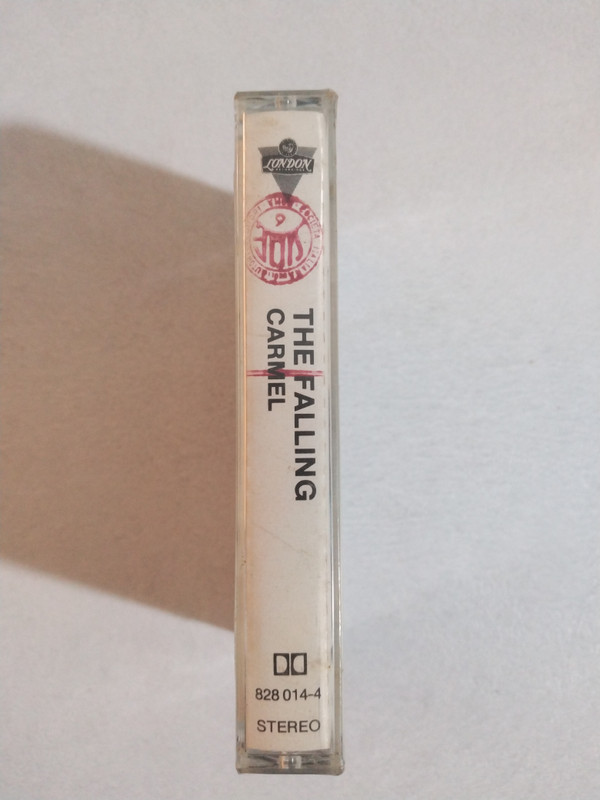 LONDON
THE FALLING
CARMEL
828 014-4
STEREO